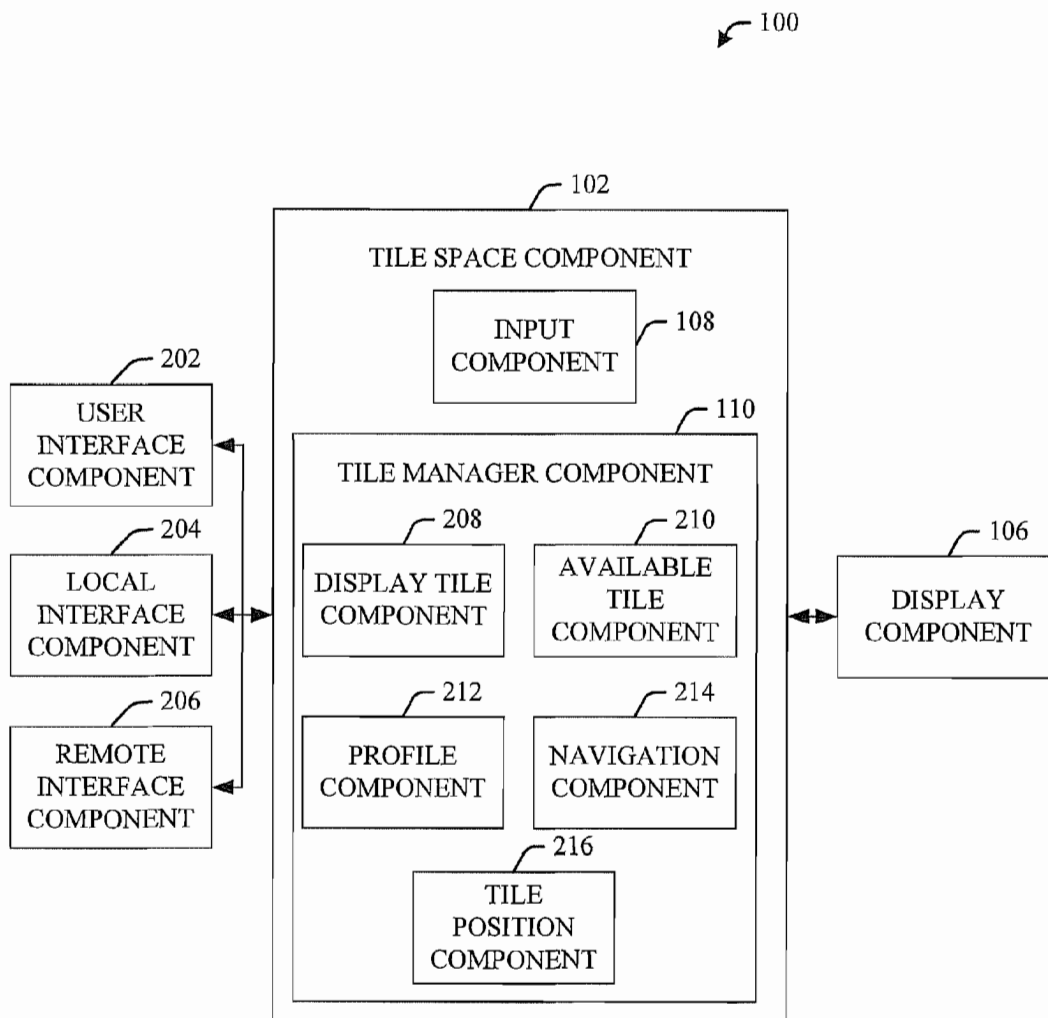 100
102
TILE SPACE COMPONENT
INPUT
COMPONENT
108
202
USER
INTERFACE
COMPONENT
110
TILE MANAGER COMPONENT
204
LOCAL
INTERFACE
COMPONENT
208
DISPLAY TILE
COMPONENT
210
AVAILABLE
TILE
COMPONENT
106
DISPLAY
COMPONENT
206
REMOTE
INTERFACE
COMPONENT
212
PROFILE
COMPONENT
214
NAVIGATION
COMPONENT
216
TILE
POSITION
COMPONENT